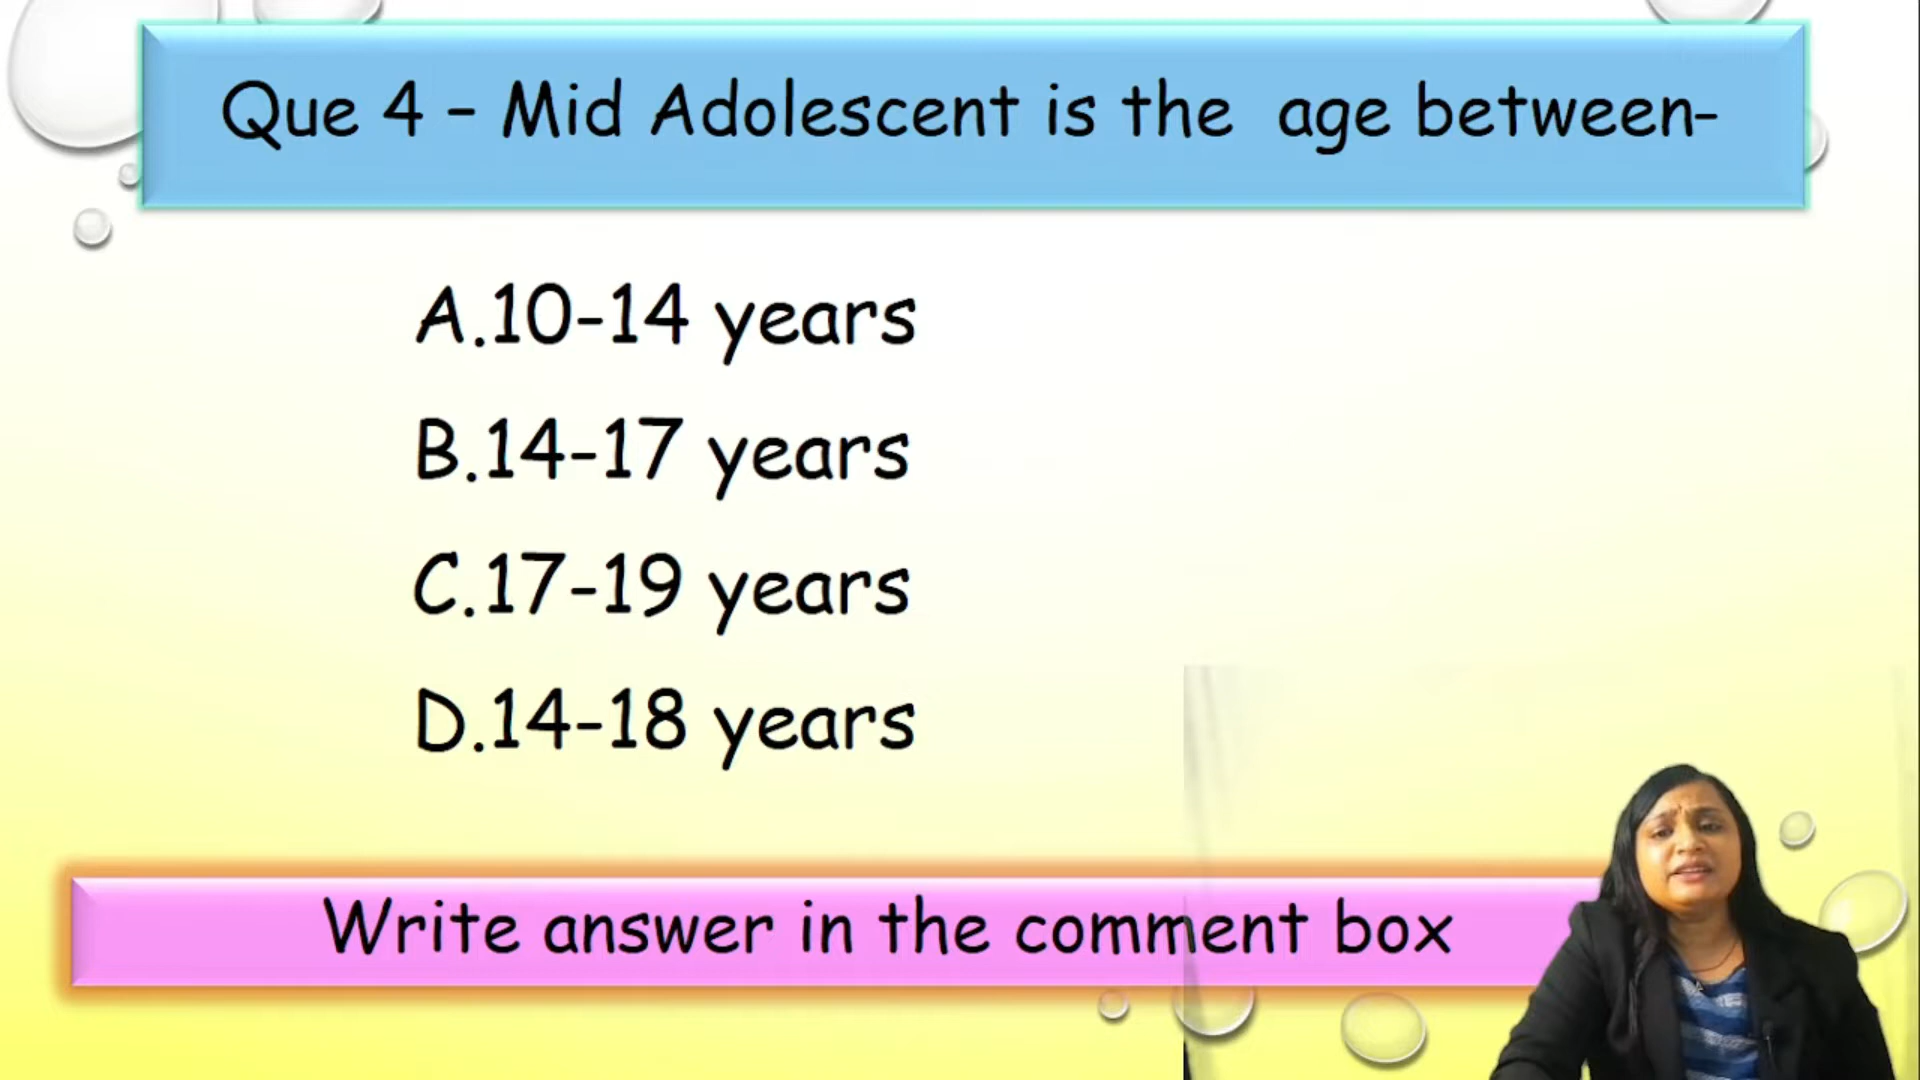 Que 4 – Mid Adolescent is the age between-
A.10-14 years
B.14-17 years
C.17-19 years
D.14-18 years
Write answer in the comment box